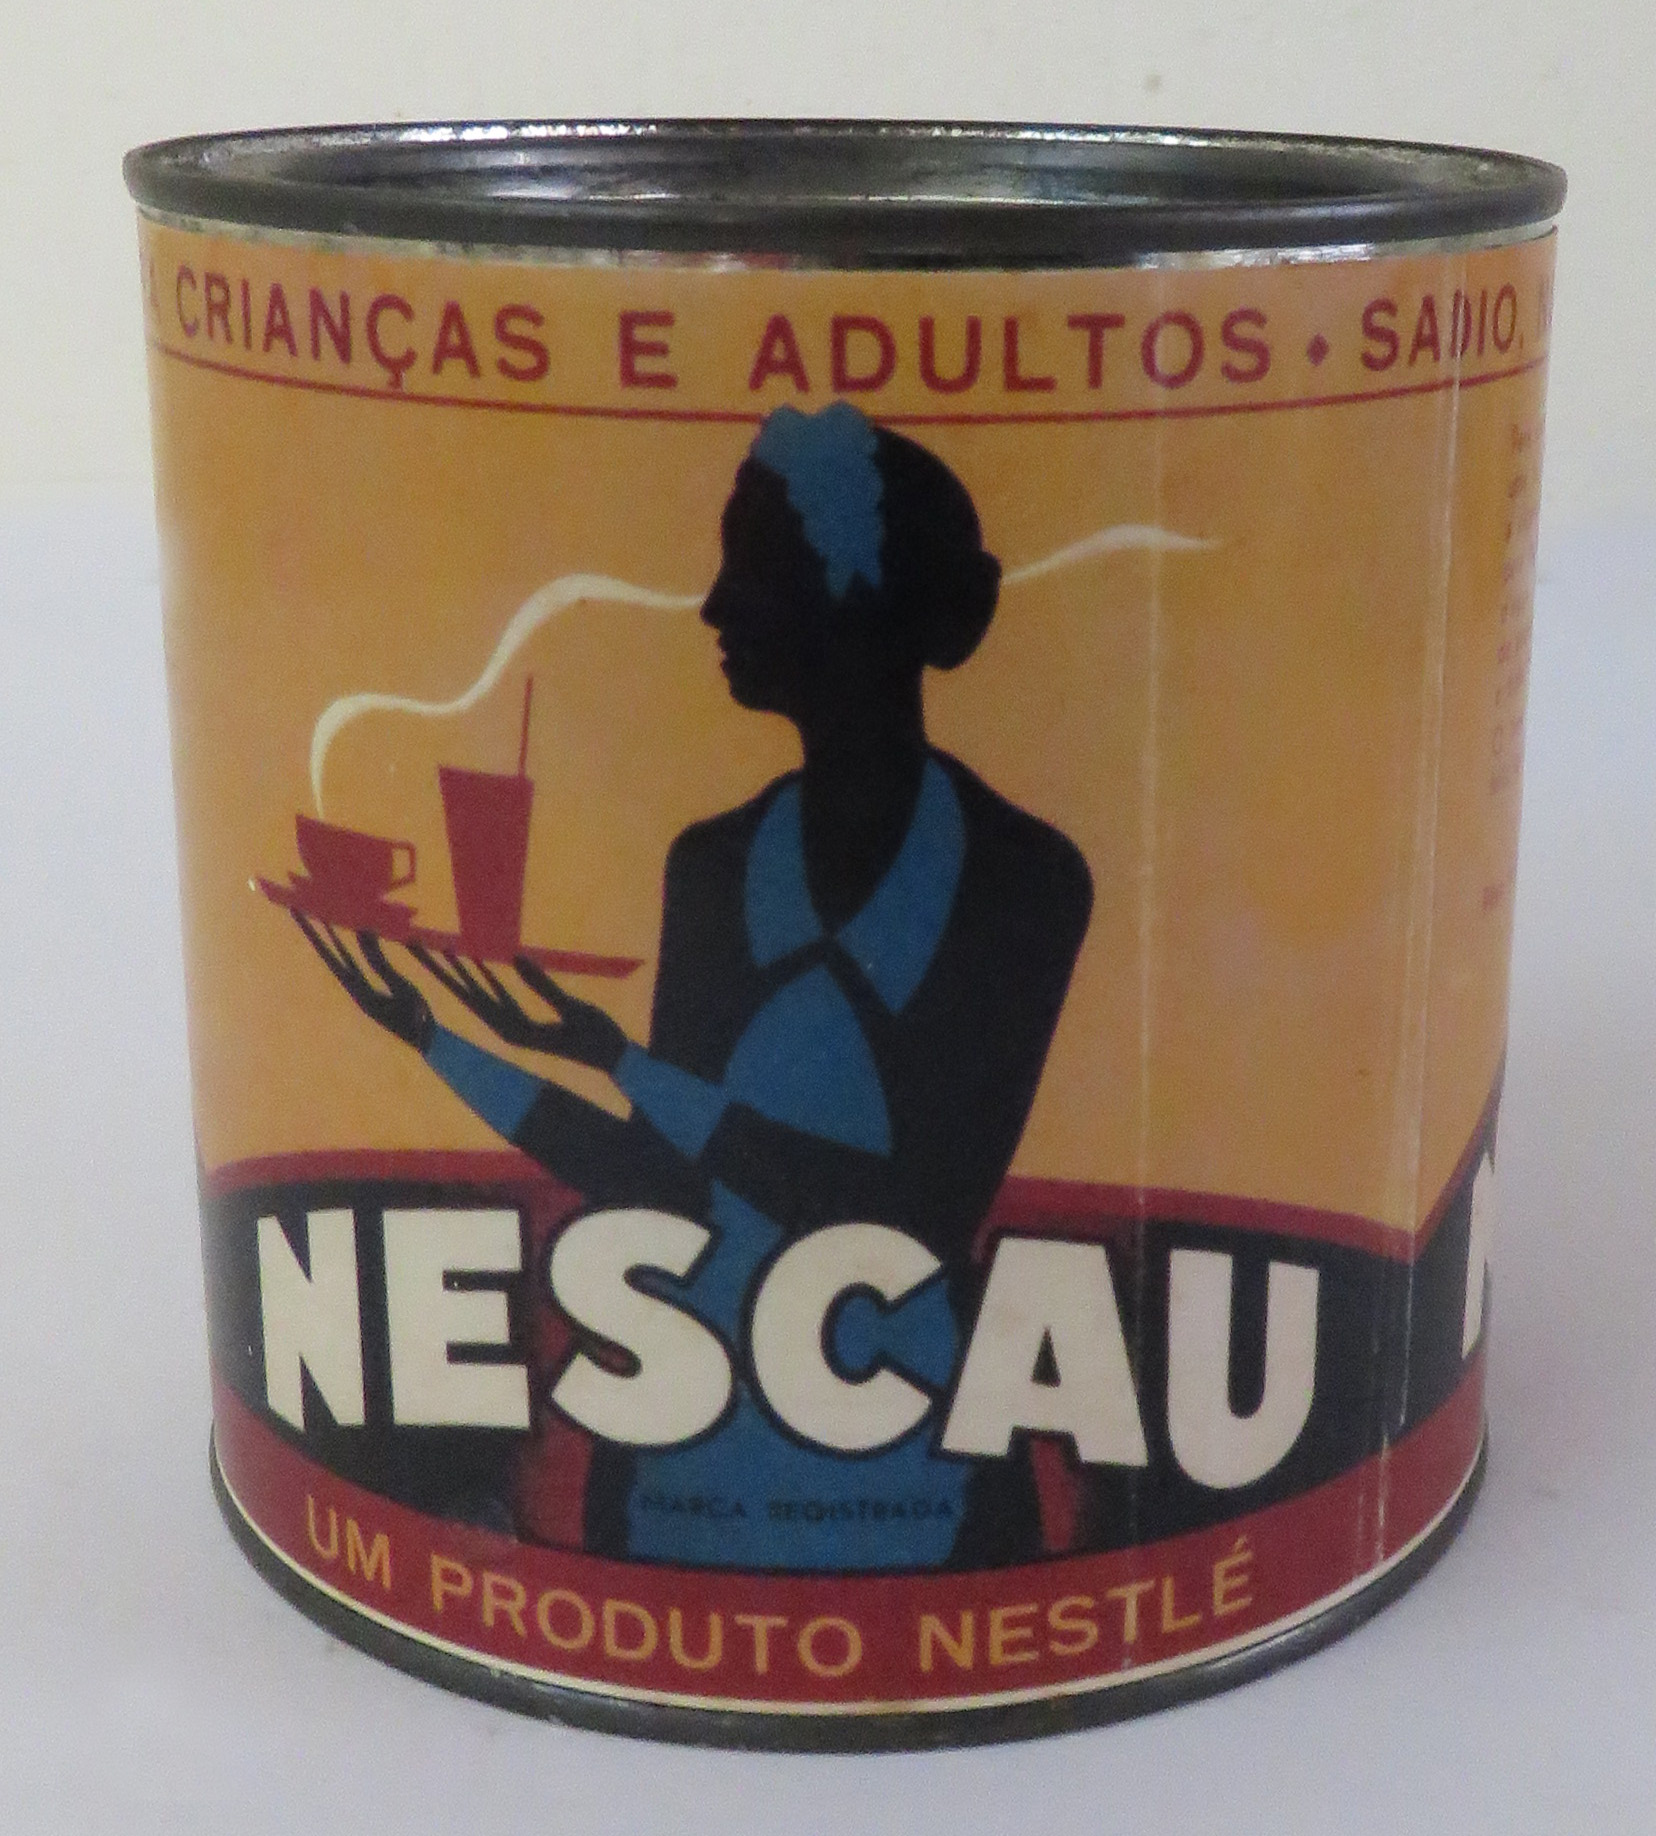 CRIANÇAS E ADULTOS • SADIO,
NESCAU
MARCA REGISTRADA
UM PRODUTO NESTLÉ